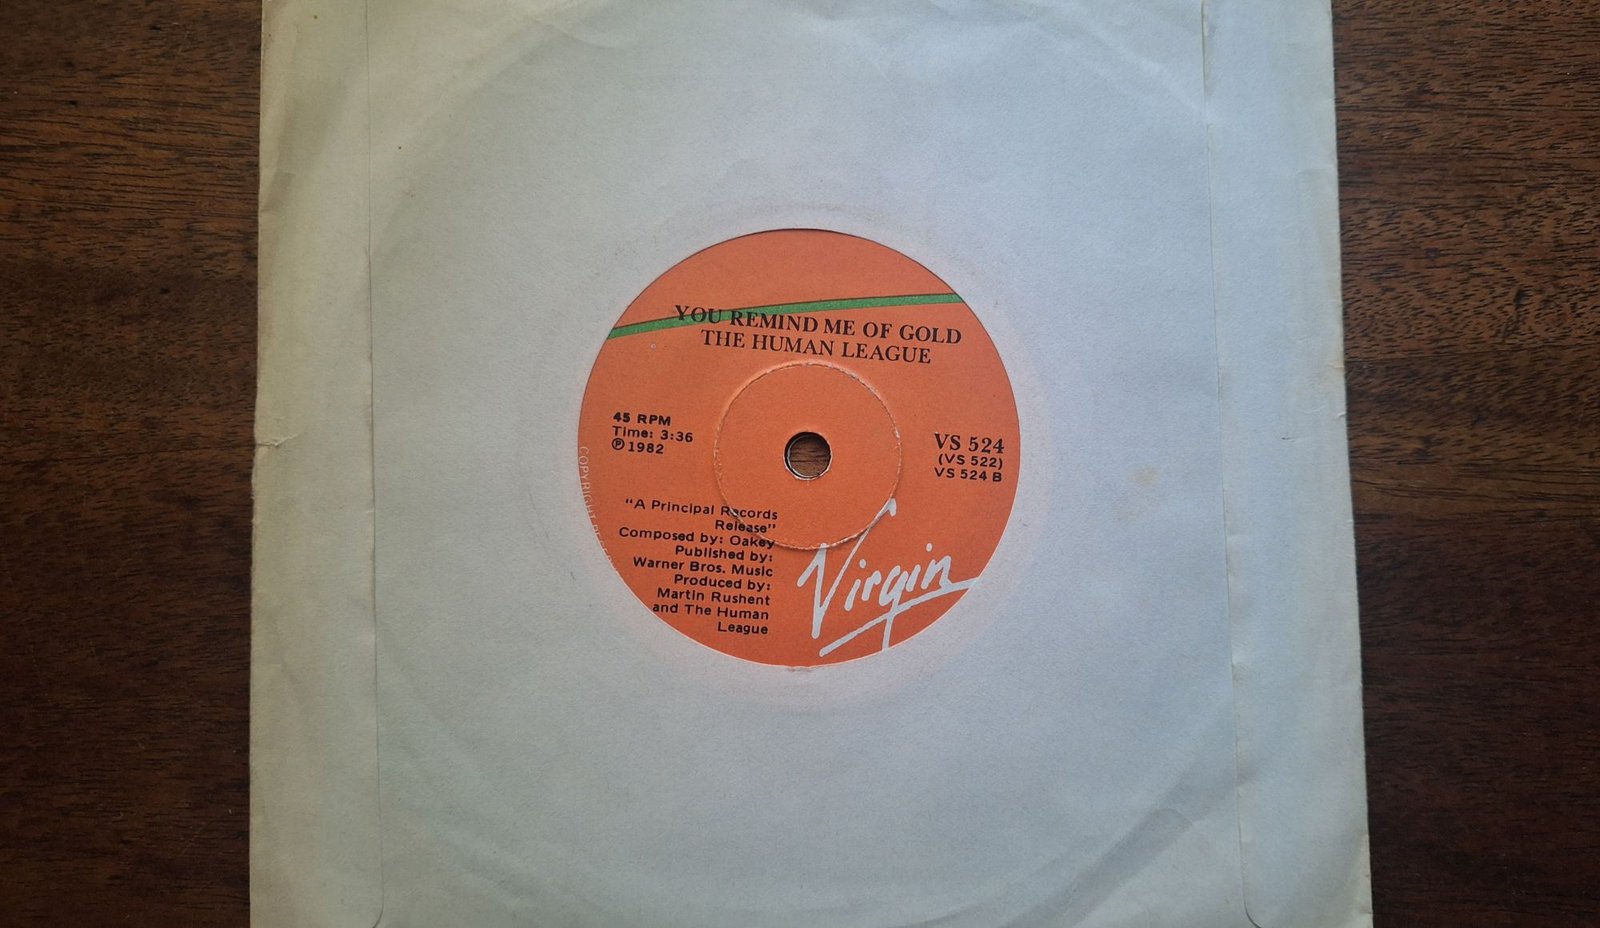 YOU REMIND ME OF GOLD
THE HUMAN LEAGUE
45 RPM
Time: 3:36
Ⓟ 1982
VS 524
(VS 522)
VS 524 B
"A Principal Records
Release"
Composed by: Oakey
Published by:
Warner Bros. Music
Produced by:
Martin Rushent
and The Human
League
Virgin
COPYRIGHT